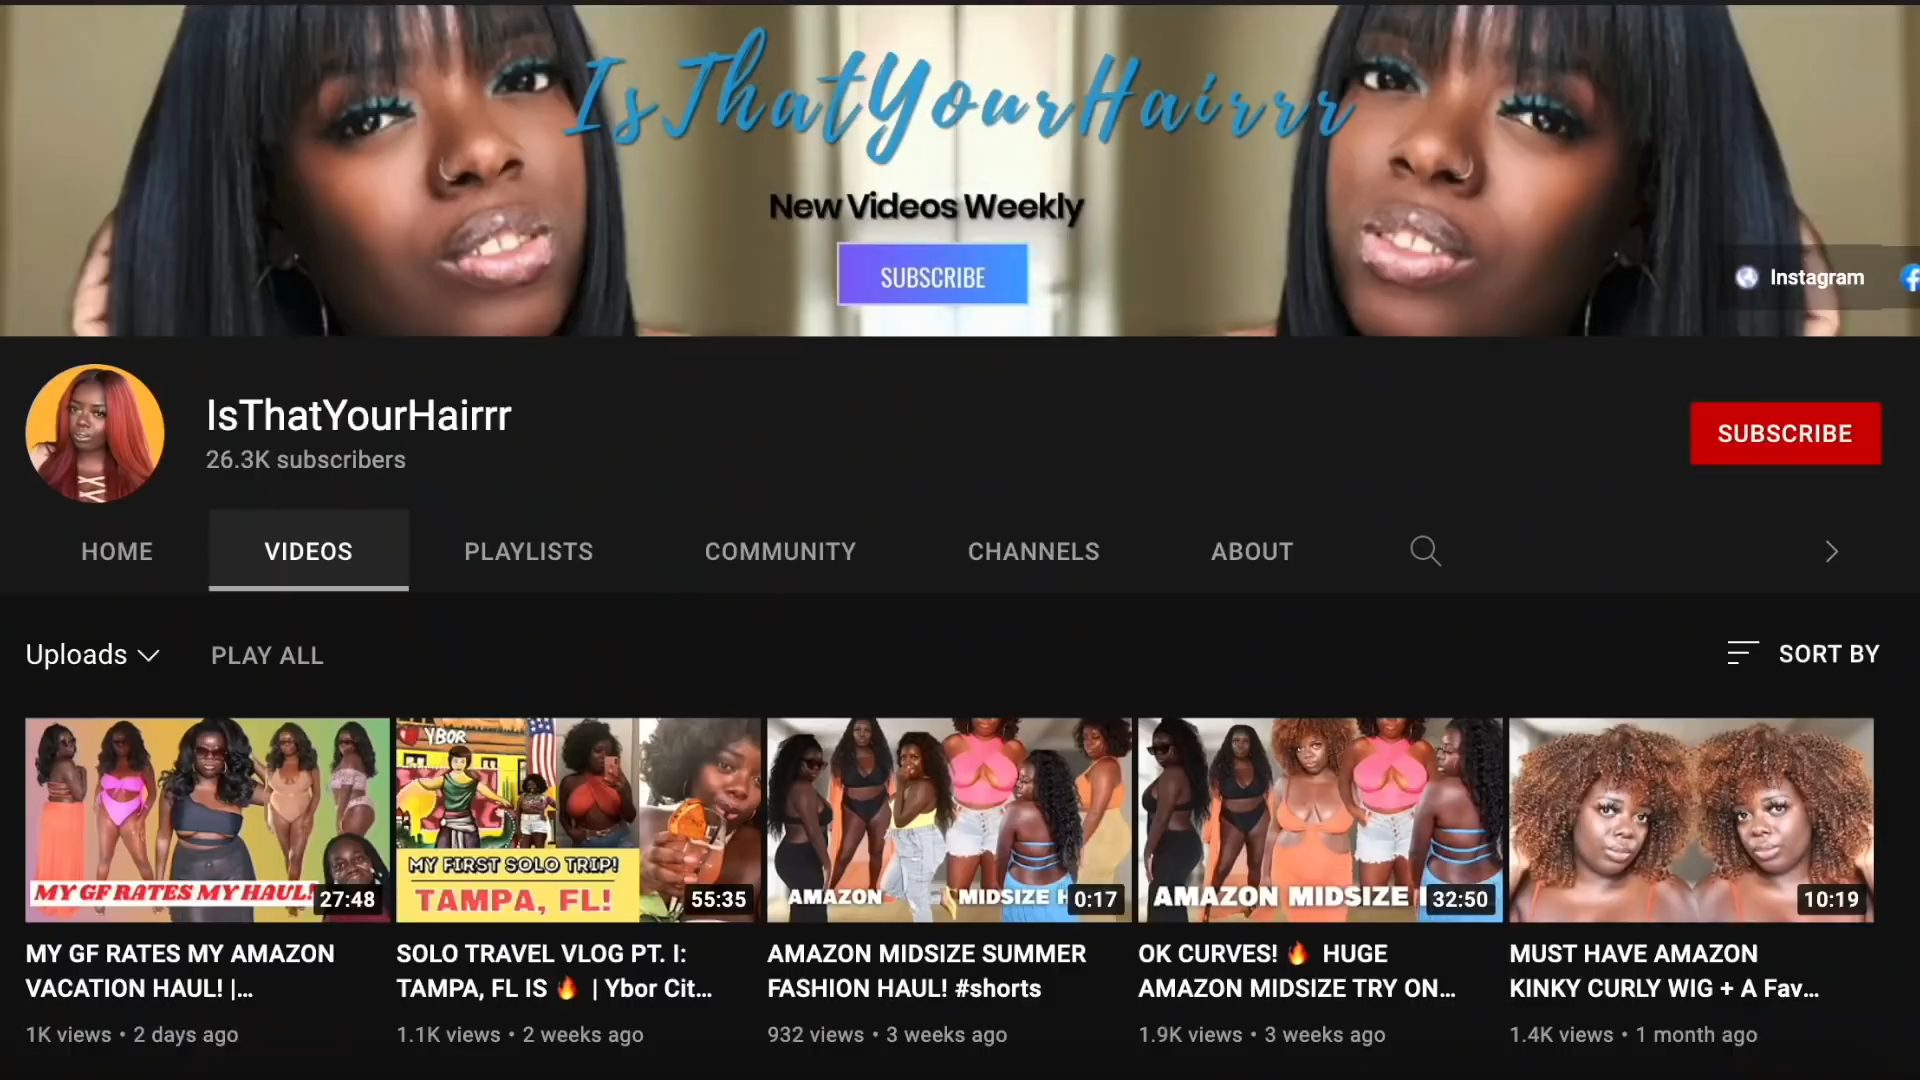 IsThatYourHairrr
New Videos Weekly
SUBSCRIBE
Instagram
IsThatYourHairrr
26.3K subscribers
SUBSCRIBE
HOME
VIDEOS
PLAYLISTS
COMMUNITY
CHANNELS
ABOUT
Uploads
PLAY ALL
SORT BY
MY GF RATES MY HAUL!
27:48
YBOR
MY FIRST SOLO TRIP!
TAMPA, FL!
55:35
AMAZON MIDSIZE H
0:17
AMAZON MIDSIZE
32:50
10:19
MY GF RATES MY AMAZON
VACATION HAUL! |...
1K views • 2 days ago
SOLO TRAVEL VLOG PT. I:
TAMPA, FL IS 🔥 | Ybor Cit...
1.1K views • 2 weeks ago
AMAZON MIDSIZE SUMMER
FASHION HAUL! #shorts
932 views • 3 weeks ago
OK CURVES! 🔥 HUGE
AMAZON MIDSIZE TRY ON...
1.9K views • 3 weeks ago
MUST HAVE AMAZON
KINKY CURLY WIG + A Fav...
1.4K views • 1 month ago